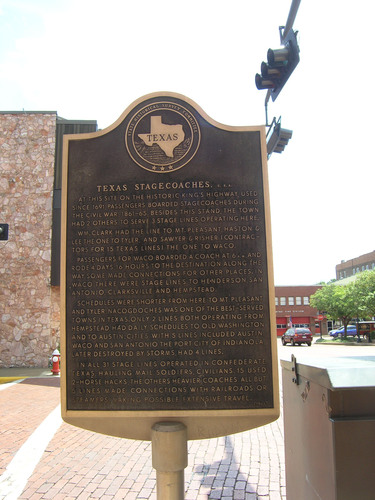 TEXAS
TEXAS STAGECOACHES, C.S.A.
AT THIS SITE ON THE HISTORIC KING'S HIGHWAY, USED
SINCE 1691, PASSENGERS BOARDED STAGECOACHES DURING
THE CIVIL WAR, 1861-65. BESIDES THIS STAND, THE TOWN
HAD 2 OTHERS TO SERVE 3 STAGE LINES OPERATING HERE.
WM. CLARK HAD THE LINE TO MT. PLEASANT, HASTON &
LEE THE ONE TO TYLER, AND SAWYER & RISHER (CONTRAC-
TORS FOR 15 TEXAS LINES) THE ONE TO WACO.
PASSENGERS FOR WACO BOARDED A COACH AT 6 AND
RODE 4 DAYS, 16 HOURS TO THE DESTINATION. ALONG THE
WAY SOME MADE CONNECTIONS FOR OTHER PLACES. IN
WACO THERE WERE STAGE LINES TO HENDERSON, SAN
ANTONIO, CLARKSVILLE AND HEMPSTEAD.
SCHEDULES WERE SHORTER FROM HERE TO MT. PLEASANT
AND TYLER. NACOGDOCHES WAS ONE OF THE BEST-SERVED
TOWNS IN TEXAS. ONLY 2 LINES, BOTH OPERATING FROM
HEMPSTEAD HAD DAILY SCHEDULES TO OLD WASHINGTON
AND TO AUSTIN. CITIES WITH 5 LINES INCLUDED AUSTIN,
WACO AND SAN ANTONIO. THE PORT CITY OF INDIANOLA,
LATER DESTROYED BY STORMS, HAD 4 LINES.
IN ALL, 31 STAGE LINES OPERATED IN CONFEDERATE
TEXAS, HAULING MAIL, SOLDIERS, CIVILIANS. 15 USED
2-HORSE HACKS, THE OTHERS HEAVIER COACHES. ALL BUT
LINES MADE CONNECTIONS WITH RAILROADS OR
STEAMERS, MAKING POSSIBLE EXTENSIVE TRAVEL.